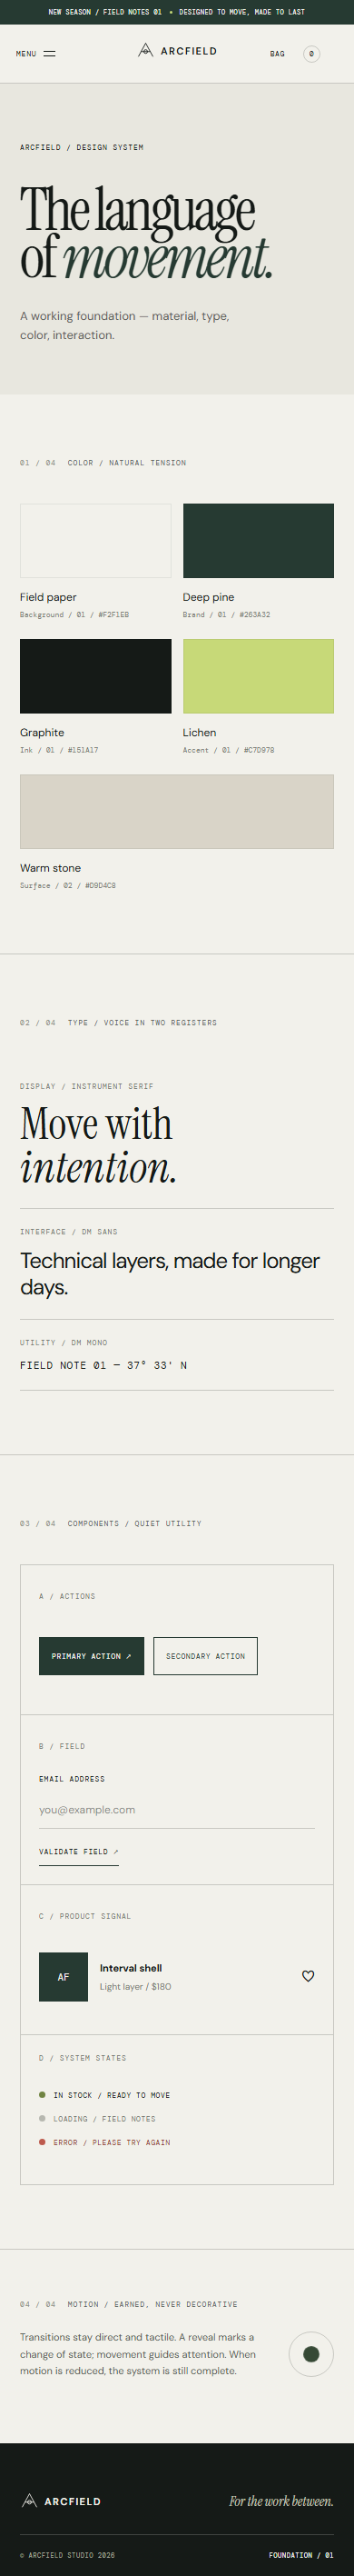 NEW SEASON / FIELD NOTES 01 • DESIGNED TO MOVE, MADE TO LAST
MENU ARCFIELD BAG 0
ARCFIELD / DESIGN SYSTEM
The language
of movement.
A working foundation — material, type,
color, interaction.
01 / 04 COLOR / NATURAL TENSION
Field paper
Background / 01 / #F2F1EB
Deep pine
Brand / 01 / #263A32
Graphite
Ink / 01 / #151A17
Lichen
Accent / 01 / #C7D978
Warm stone
Surface / 02 / #D9D4C8
02 / 04 TYPE / VOICE IN TWO REGISTERS
DISPLAY / INSTRUMENT SERIF
Move with
intention.
INTERFACE / DM SANS
Technical layers, made for longer
days.
UTILITY / DM MONO
FIELD NOTE 01 — 37° 33' N
03 / 04 COMPONENTS / QUIET UTILITY
A / ACTIONS
PRIMARY ACTION ↗ SECONDARY ACTION
B / FIELD
EMAIL ADDRESS
you@example.com
VALIDATE FIELD ↗
C / PRODUCT SIGNAL
AF
Interval shell
Light layer / $180
D / SYSTEM STATES
IN STOCK / READY TO MOVE
LOADING / FIELD NOTES
ERROR / PLEASE TRY AGAIN
04 / 04 MOTION / EARNED, NEVER DECORATIVE
Transitions stay direct and tactile. A reveal marks a
change of state; movement guides attention. When
motion is reduced, the system is still complete.
ARCFIELD For the work between.
© ARCFIELD STUDIO 2026 FOUNDATION / 01